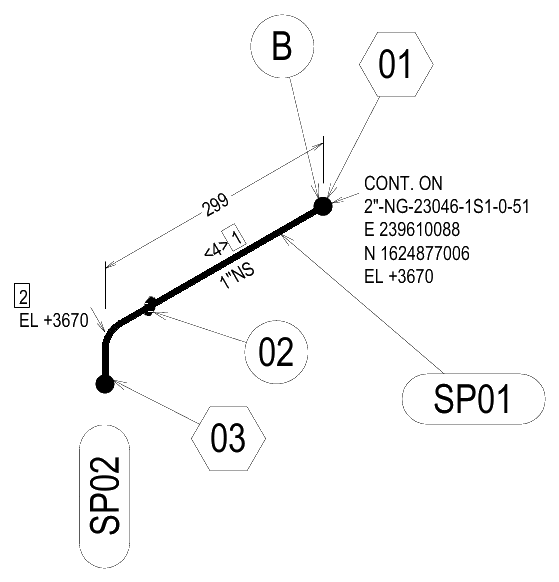 B
01
299
CONT. ON
2"-NG-23046-1S1-0-51
E 239610088
N 1624877006
EL +3670
<4> 1
1"NS
2
EL +3670
02
SP01
03
SP02